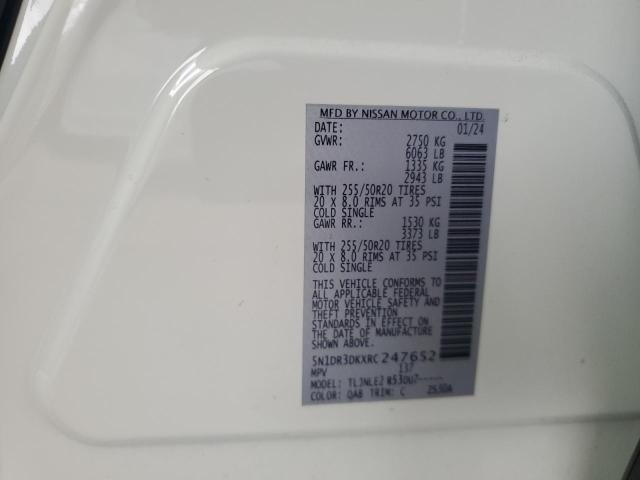 MFD BY NISSAN MOTOR CO., LTD.
DATE: 01/24
GVWR: 2750 KG
6063 LB
GAWR FR.: 1335 KG
2943 LB
WITH 255/50R20 TIRES
20 X 8.0 RIMS AT 35 PSI
COLD SINGLE
GAWR RR.: 1530 KG
3373 LB
WITH 255/50R20 TIRES
20 X 8.0 RIMS AT 35 PSI
COLD SINGLE
THIS VEHICLE CONFORMS TO
ALL APPLICABLE FEDERAL
MOTOR VEHICLE SAFETY AND
THEFT PREVENTION
STANDARDS IN EFFECT ON
THE DATE OF MANUFACTURE
SHOWN ABOVE.
5N1DR3DKXRC247652
MPV 137
MODEL: TLJNLE2
COLOR: QAB TRIM: C